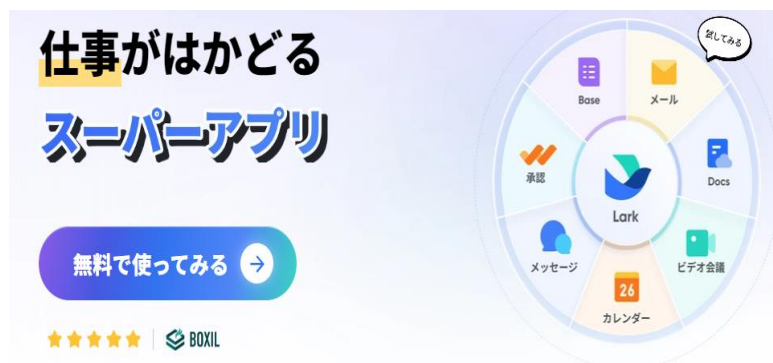 仕事がはかどる
スーパーアプリ
無料で使ってみる
BOXIL
試してみる
Base
メール
承認
Docs
Lark
メッセージ
ビデオ会議
26
カレンダー